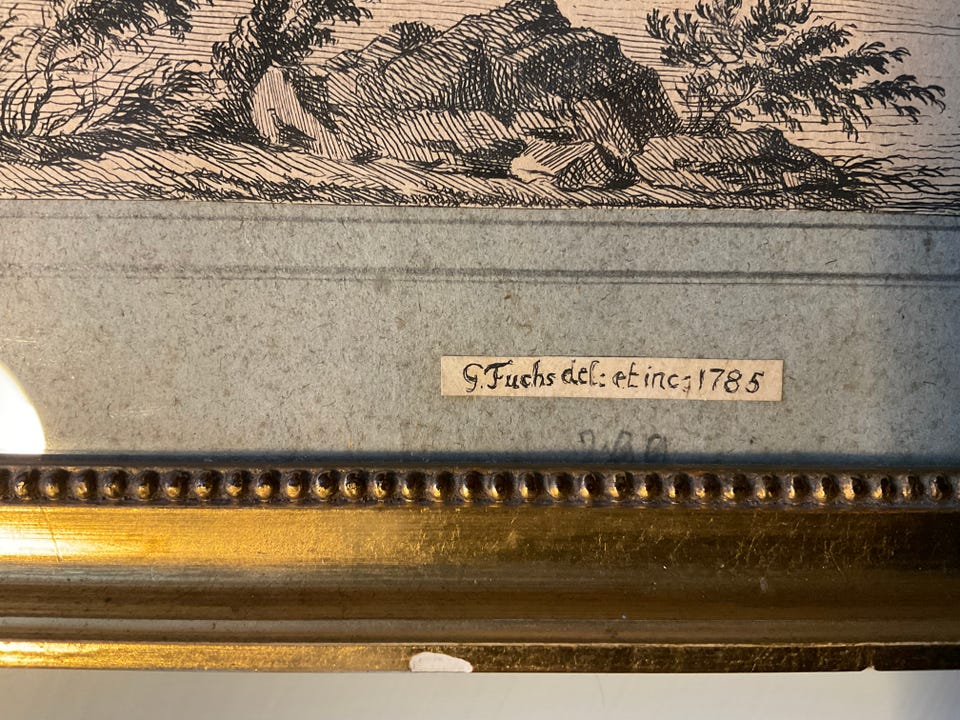 G. Fuchs del: et inc; 1785